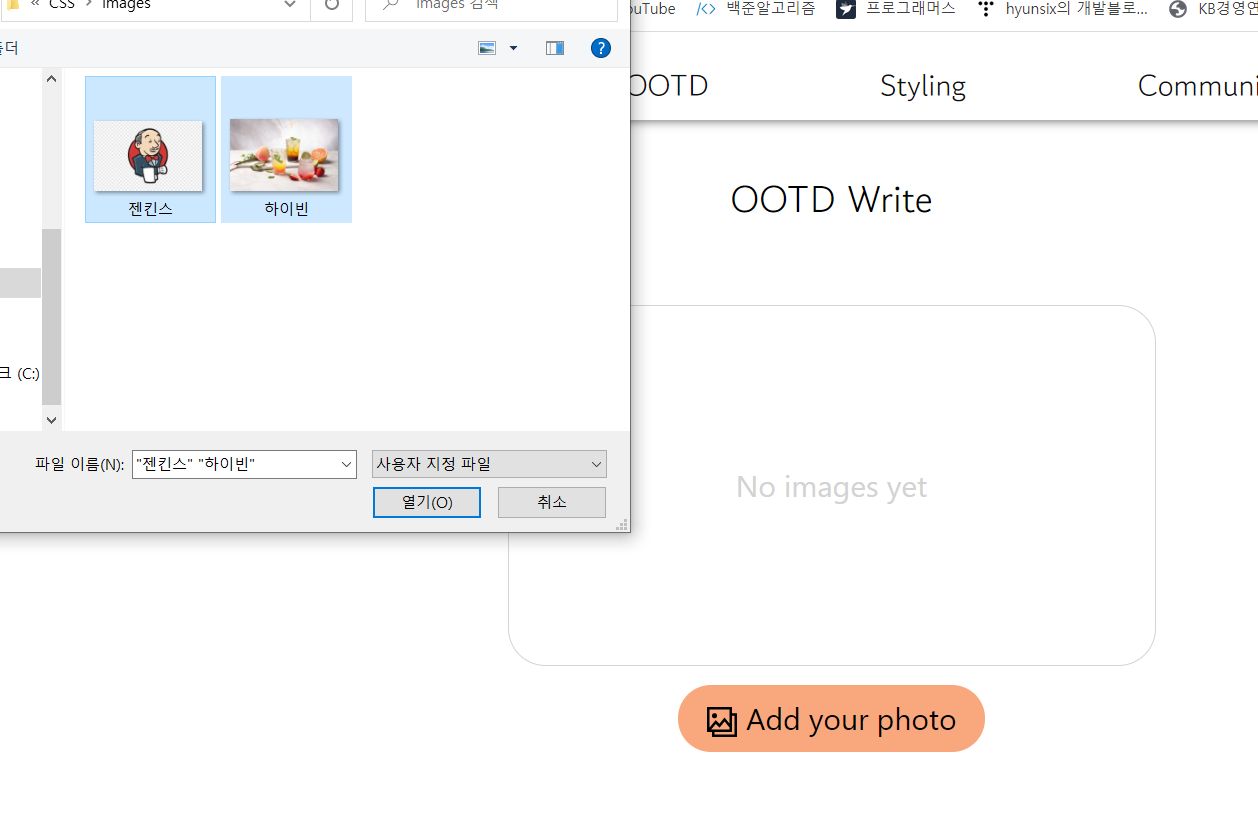 CSS > Images
Images 검색
YouTube 백준알고리즘 프로그래머스 hyunsix의 개발블로... KB경영연
OOTD Styling Communi
OOTD Write
젠킨스 하이빈
(C:)
No images yet
파일 이름(N): "젠킨스" "하이빈" 사용자 지정 파일
열기(O) 취소
Add your photo